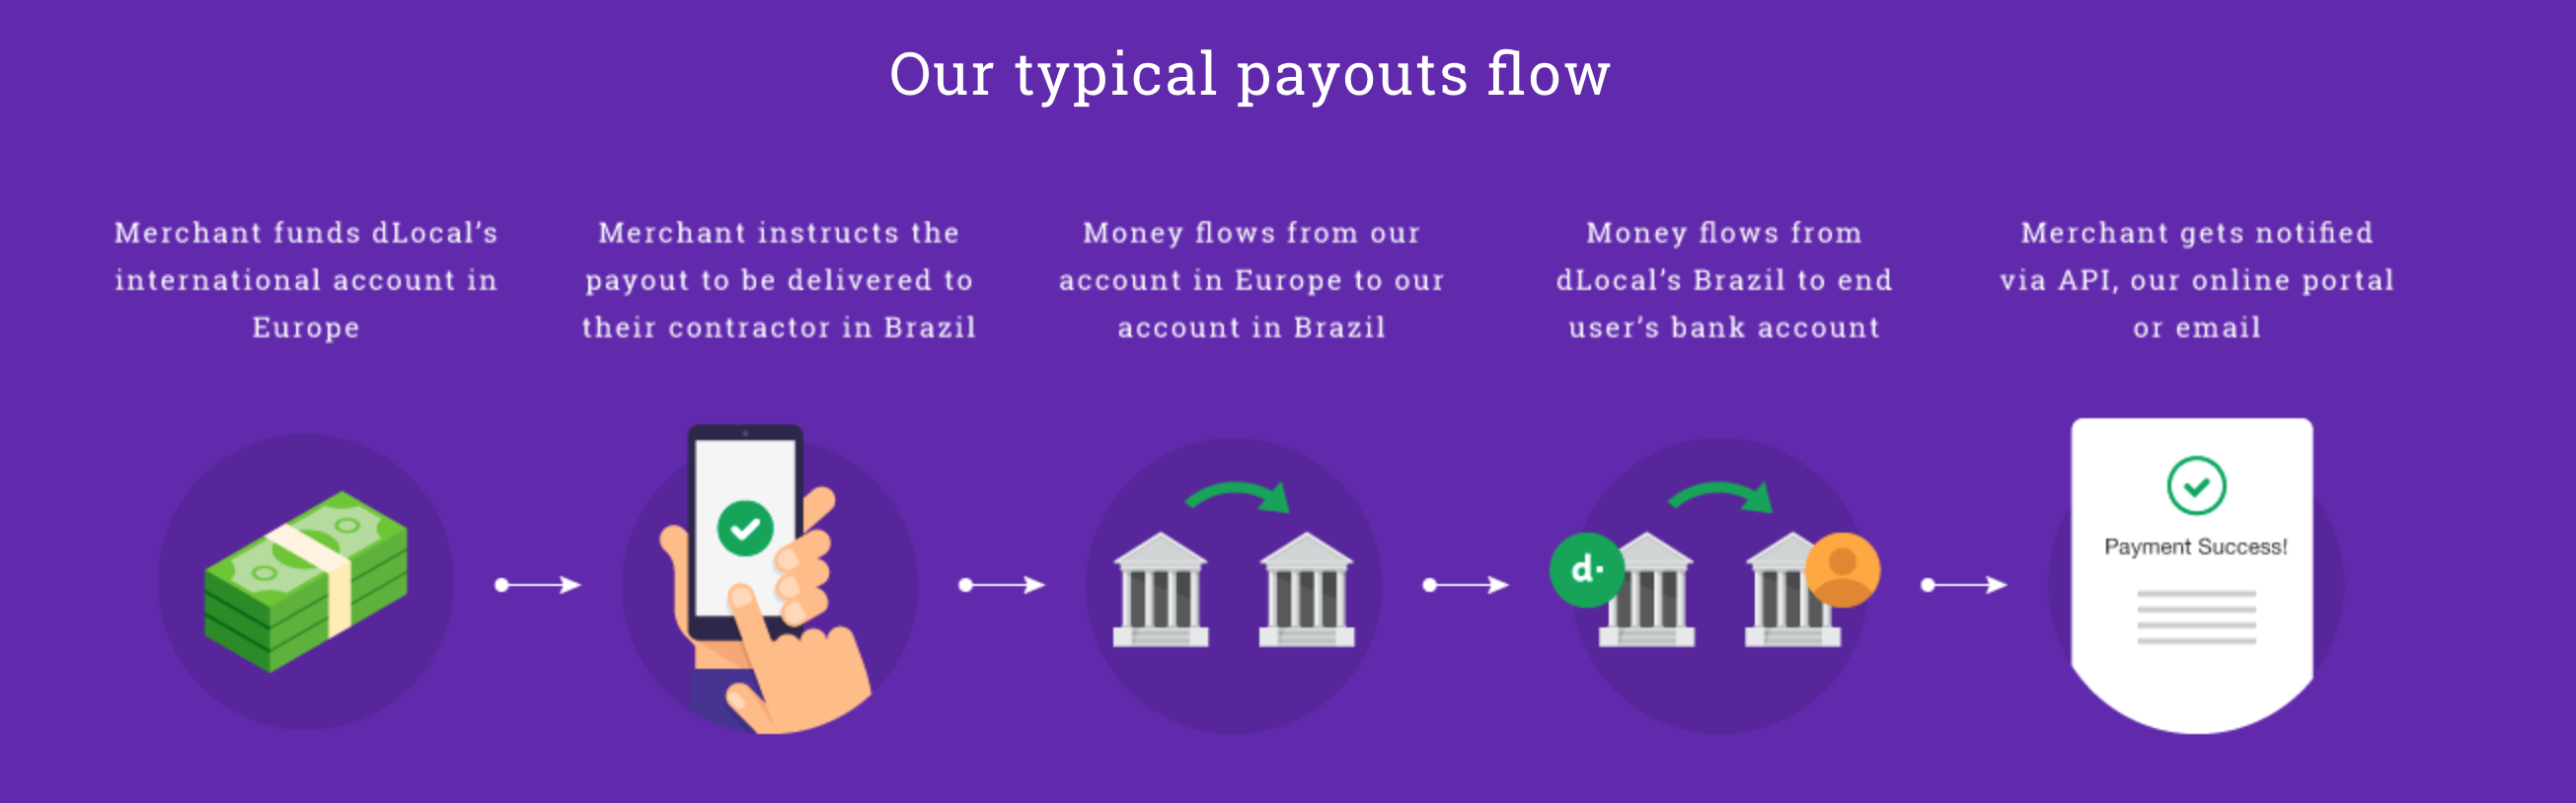 Our typical payouts flow
Merchant funds dLocal’s
international account in
Europe
Merchant instructs the
payout to be delivered to
their contractor in Brazil
Money flows from our
account in Europe to our
account in Brazil
Money flows from
dLocal’s Brazil to end
user’s bank account
Merchant gets notified
via API, our online portal
or email
d·
Payment Success!